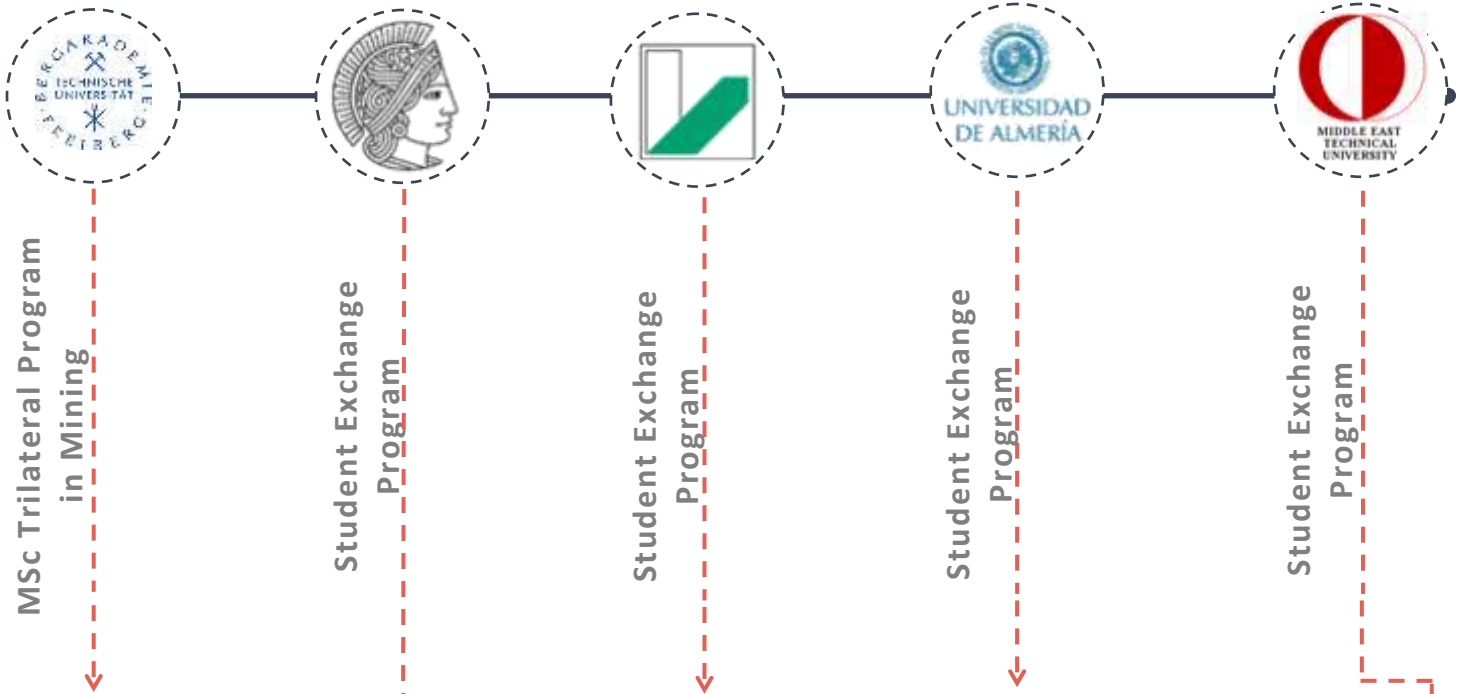 BERGAKADEMIE
TECHNISCHE
UNIVERSITÄT
FREIBERG
UNIVERSIDAD
DE ALMERÍA
MIDDLE EAST
TECHNICAL
UNIVERSITY
MSc Trilateral Program
in Mining
Student Exchange
Program
Student Exchange
Program
Student Exchange
Program
Student Exchange
Program